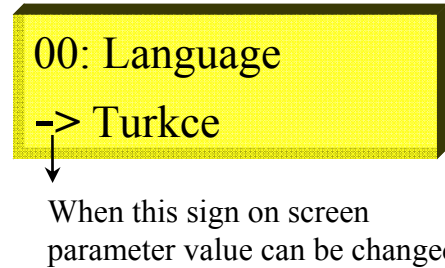 00: Language
-> Turkce
When this sign on screen
parameter value can be changed